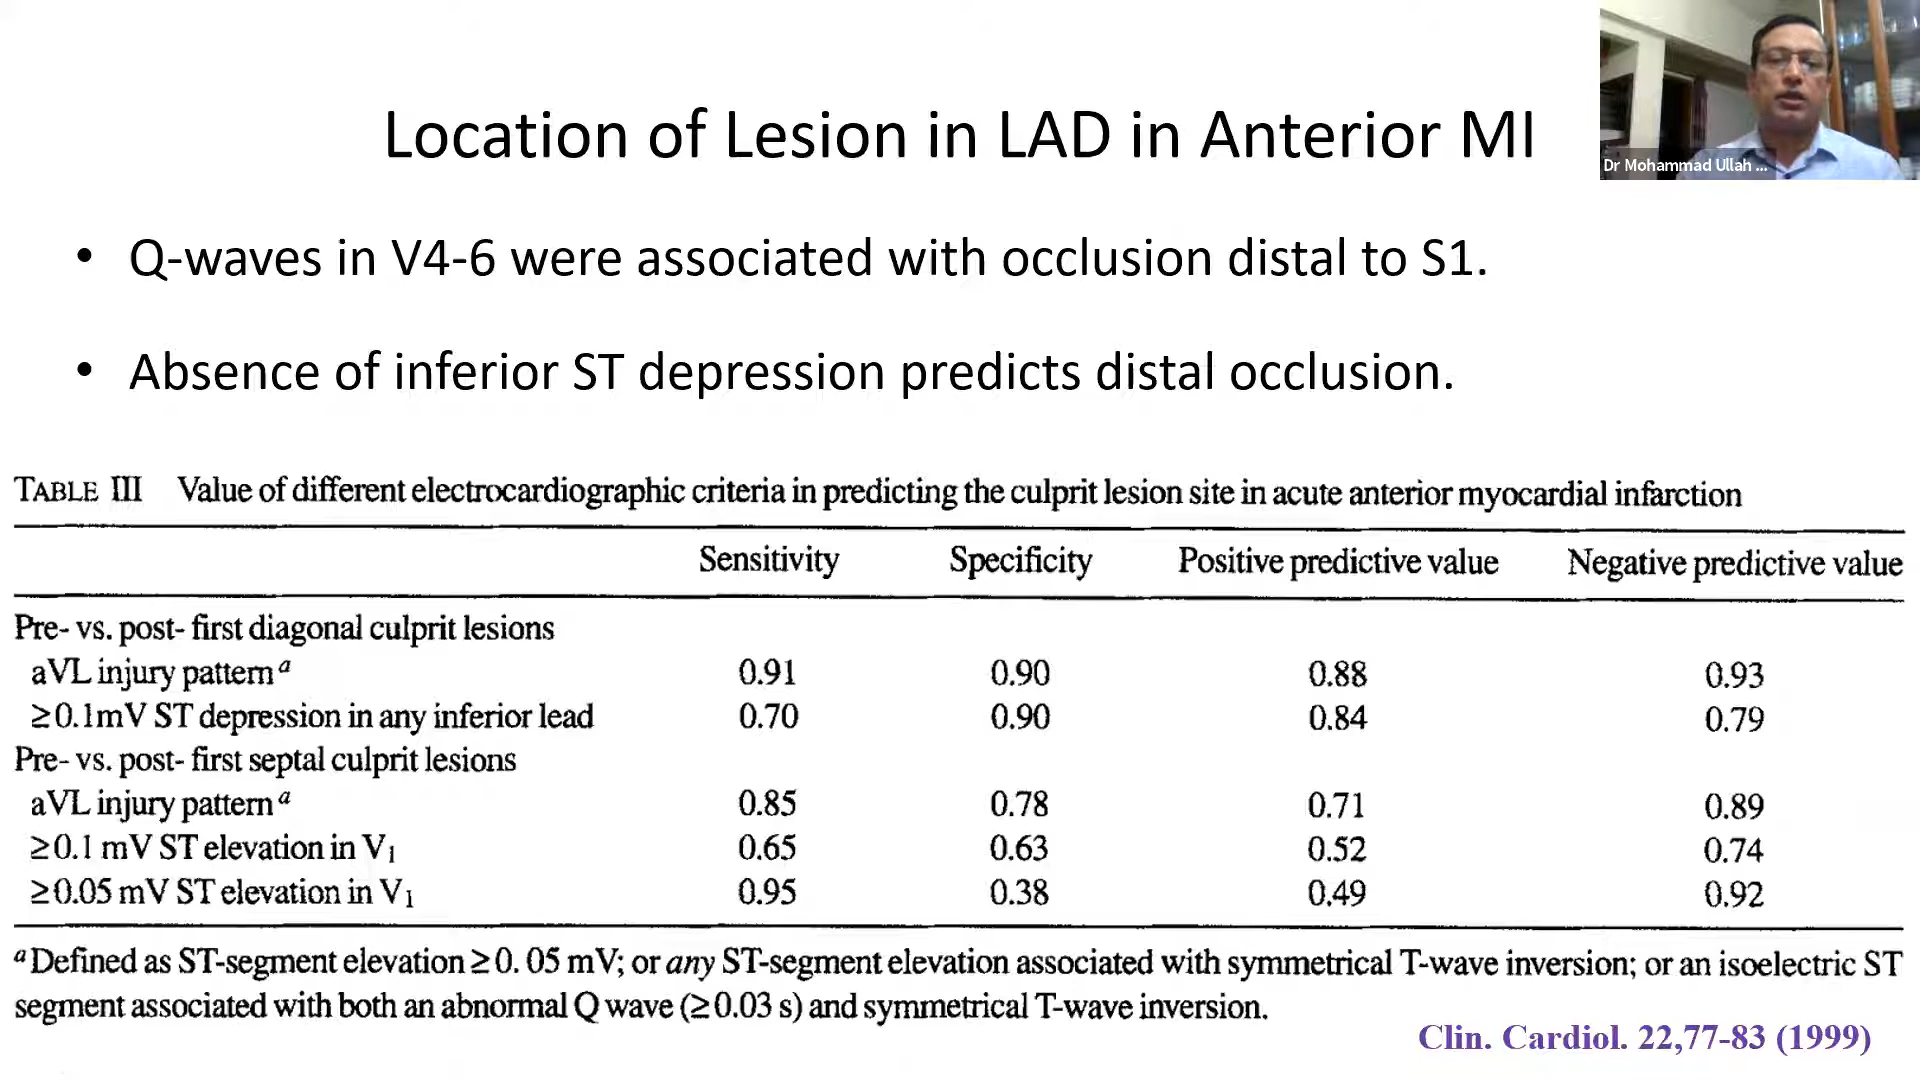 Location of Lesion in LAD in Anterior MI
Dr Mohammad Ullah ...
• Q-waves in V4-6 were associated with occlusion distal to S1.
• Absence of inferior ST depression predicts distal occlusion.
TABLE III Value of different electrocardiographic criteria in predicting the culprit lesion site in acute anterior myocardial infarction
Sensitivity Specificity Positive predictive value Negative predictive value
Pre- vs. post- first diagonal culprit lesions
aVL injury pattern a 0.91 0.90 0.88 0.93
≥0.1mV ST depression in any inferior lead 0.70 0.90 0.84 0.79
Pre- vs. post- first septal culprit lesions
aVL injury pattern a 0.85 0.78 0.71 0.89
≥0.1 mV ST elevation in V1 0.65 0.63 0.52 0.74
≥0.05 mV ST elevation in V1 0.95 0.38 0.49 0.92
a Defined as ST-segment elevation ≥ 0. 05 mV; or any ST-segment elevation associated with symmetrical T-wave inversion; or an isoelectric ST
segment associated with both an abnormal Q wave (≥0.03 s) and symmetrical T-wave inversion.
Clin. Cardiol. 22,77-83 (1999)